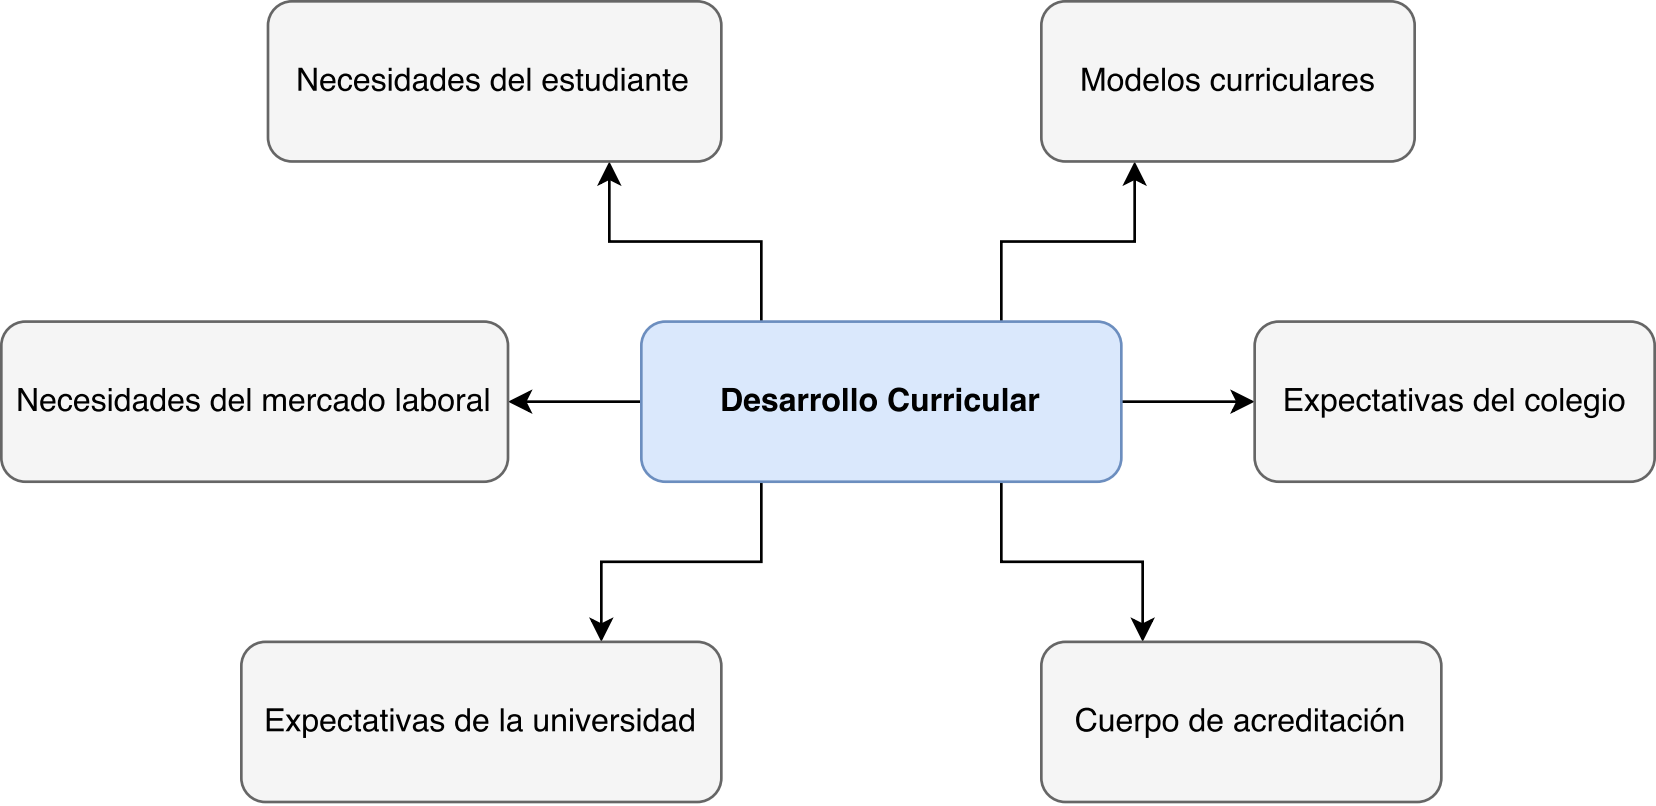 Necesidades del estudiante
Modelos curriculares
Necesidades del mercado laboral
Desarrollo Curricular
Expectativas del colegio
Expectativas de la universidad
Cuerpo de acreditación